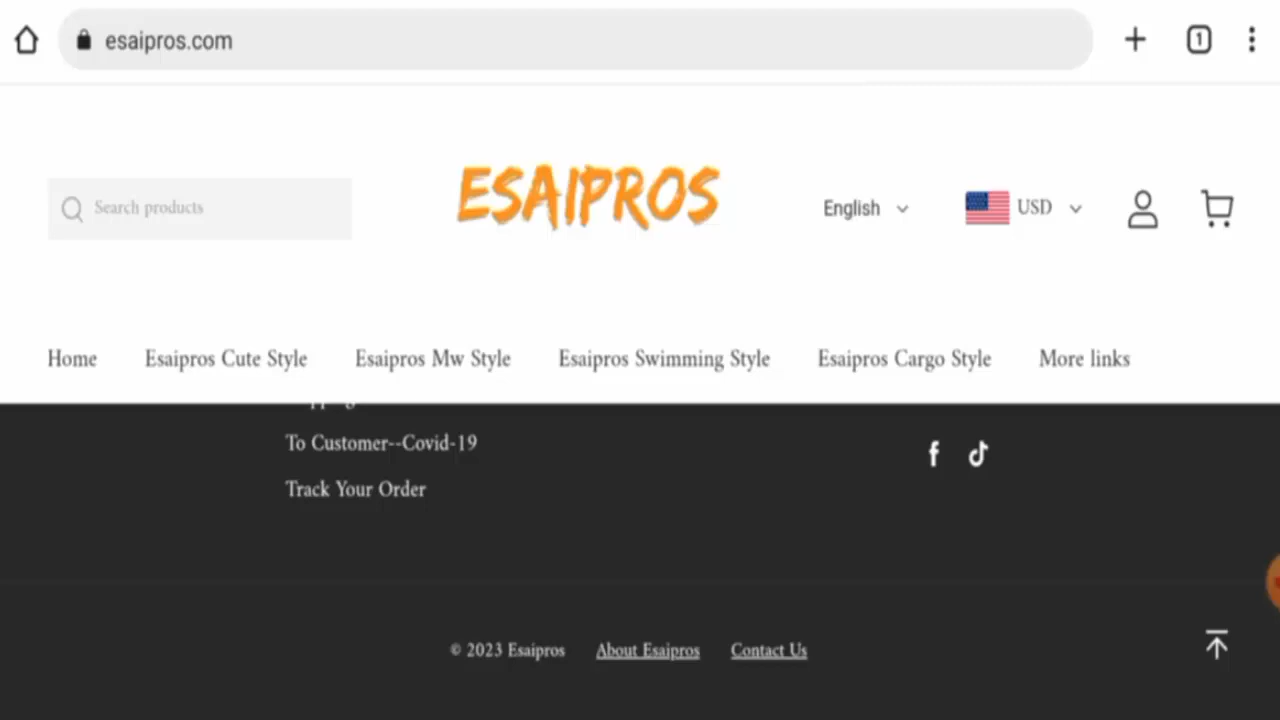 esaipros.com
1
Search products
ESAIPROS
English
USD
Home Esaipros Cute Style Esaipros Mw Style Esaipros Swimming Style Esaipros Cargo Style More links
To Customer--Covid-19
Track Your Order
© 2023 Esaipros About Esaipros Contact Us